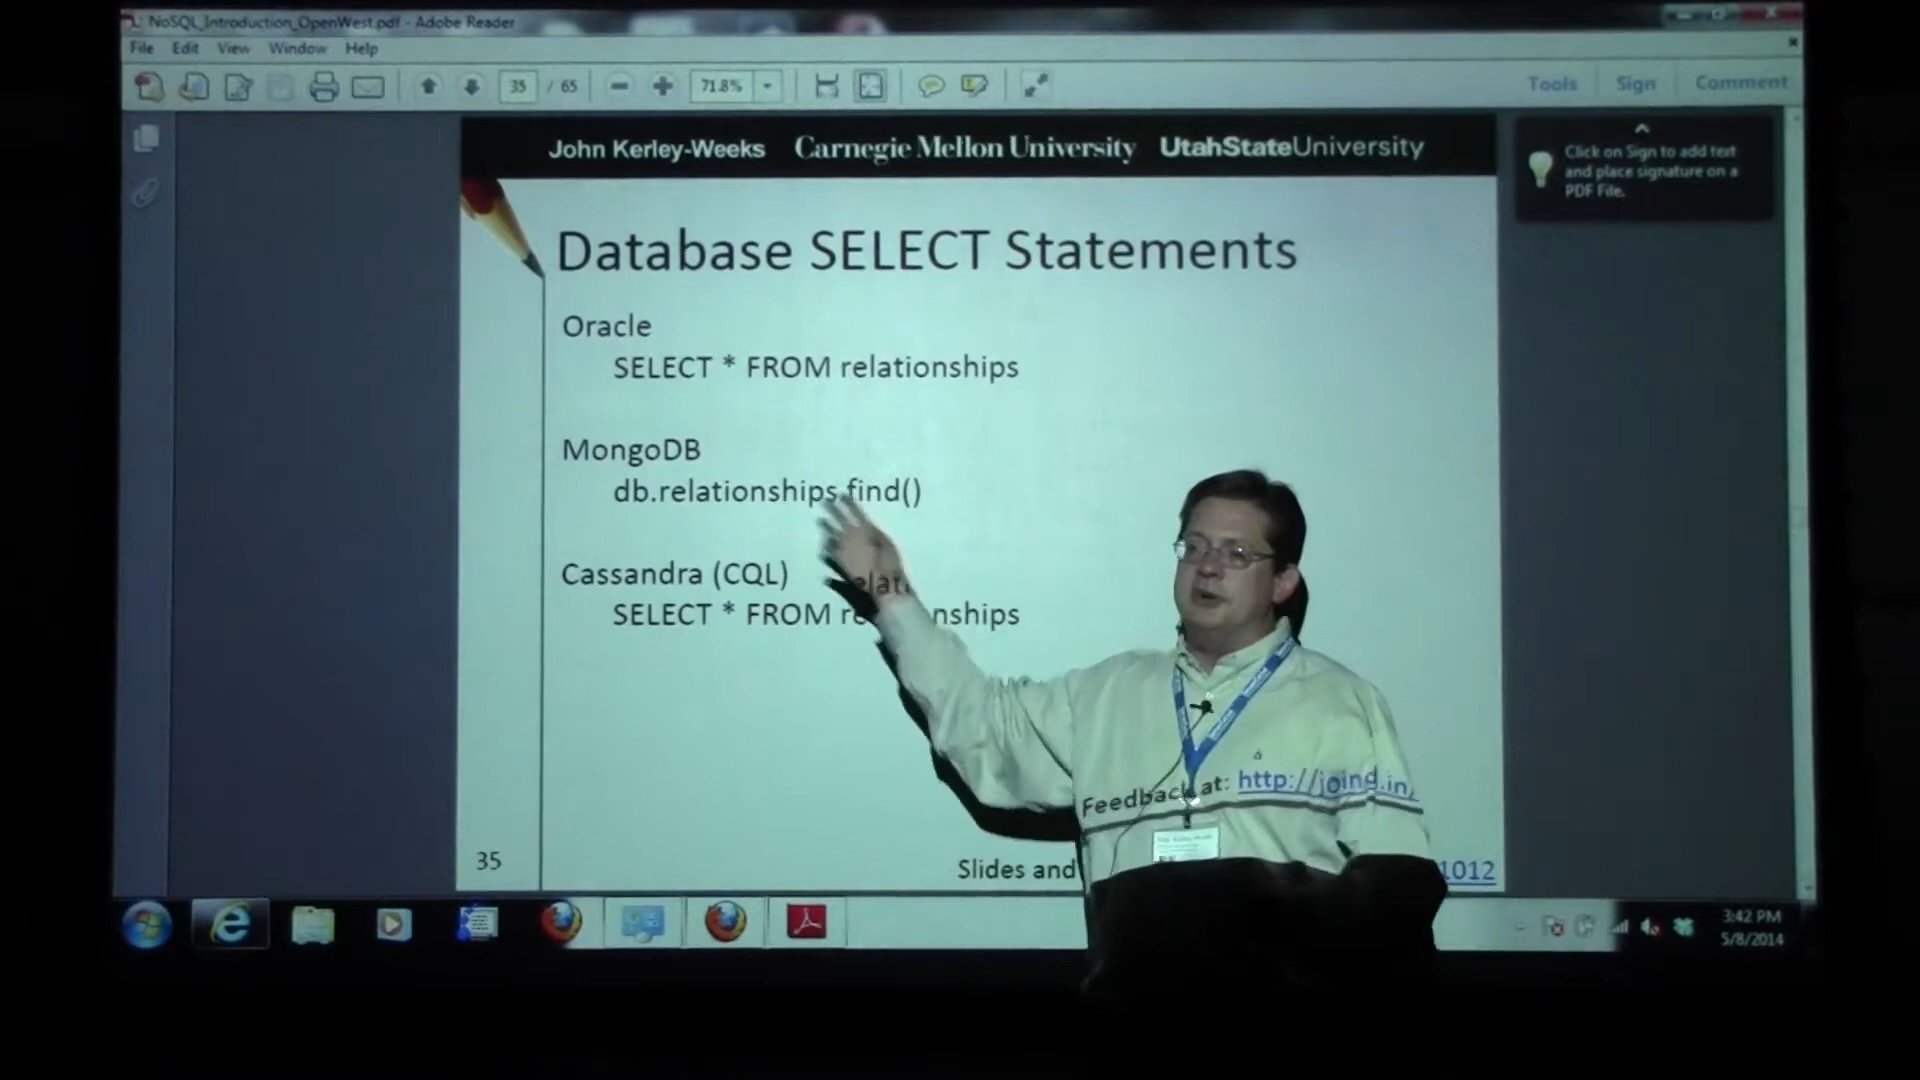 NoSQL_Introduction_OpenWest.pdf - Adobe Reader
File Edit View Window Help
35 / 65 71.8% Tools Sign Comment
John Kerley-Weeks Carnegie Mellon University UtahStateUniversity
Click on Sign to add text
and place signature on a
PDF File.
Database SELECT Statements
Oracle
SELECT * FROM relationships
MongoDB
db.relationships.find()
Cassandra (CQL)
SELECT * FROM re nships
Feedback at: http://joind.in/
35
Slides and 1012
3:42 PM
5/8/2014